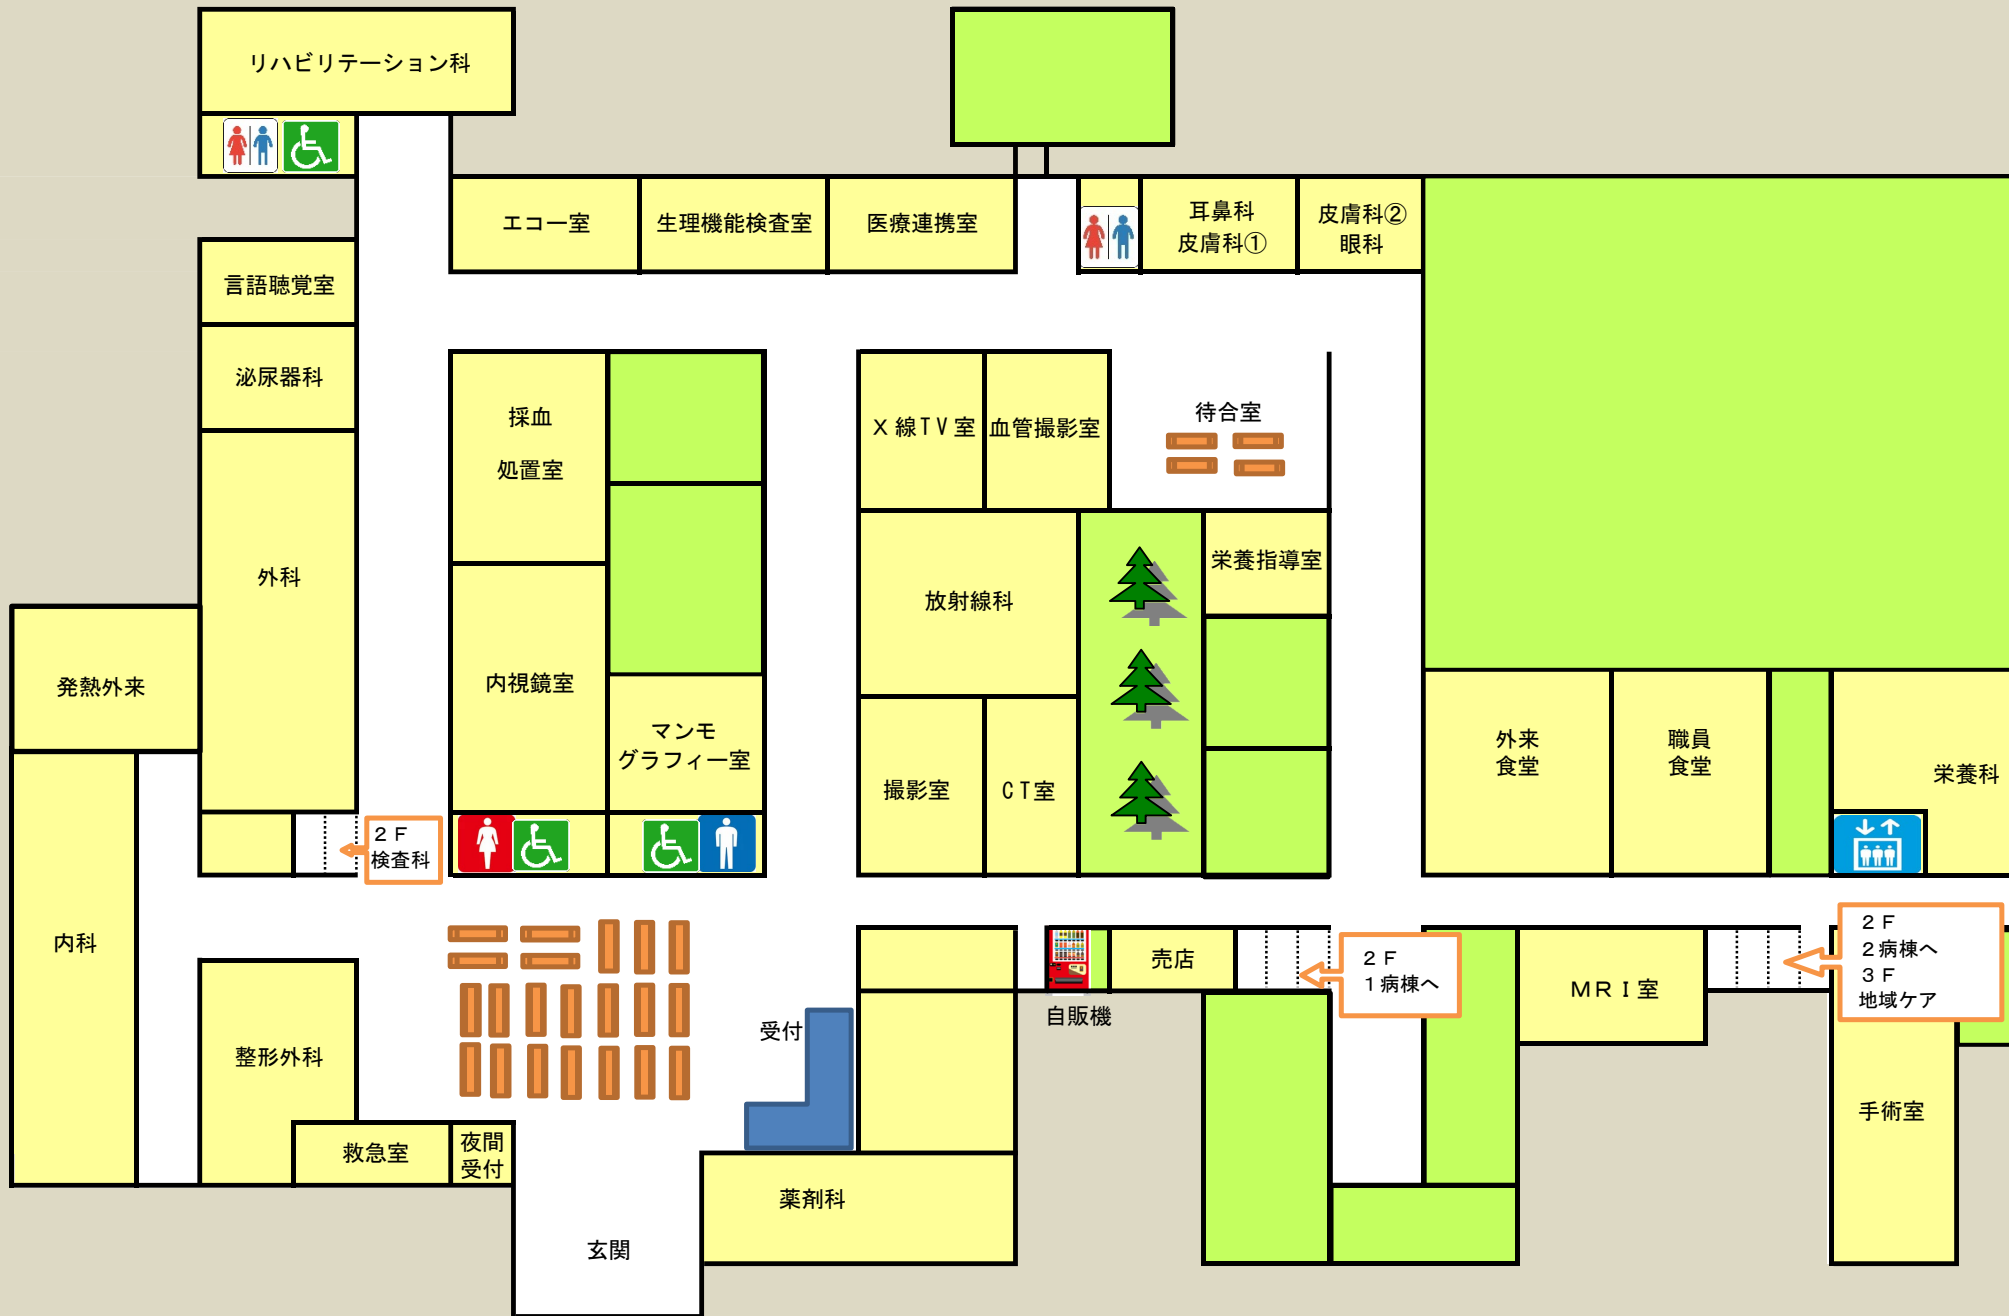 リハビリテーション科
エコー室
生理機能検査室
医療連携室
耳鼻科
皮膚科①
皮膚科②
眼科
言語聴覚室
泌尿器科
外科
採血
処置室
X線TV室
血管撮影室
待合室
放射線科
栄養指導室
発熱外来
内視鏡室
マンモ
グラフィー室
撮影室
CT室
外来
食堂
職員
食堂
栄養科
2F
検査科
内科
売店
2F
1病棟へ
MRI室
2F
2病棟へ
3F
地域ケア
自販機
受付
整形外科
救急室
夜間
受付
薬剤科
手術室
玄関